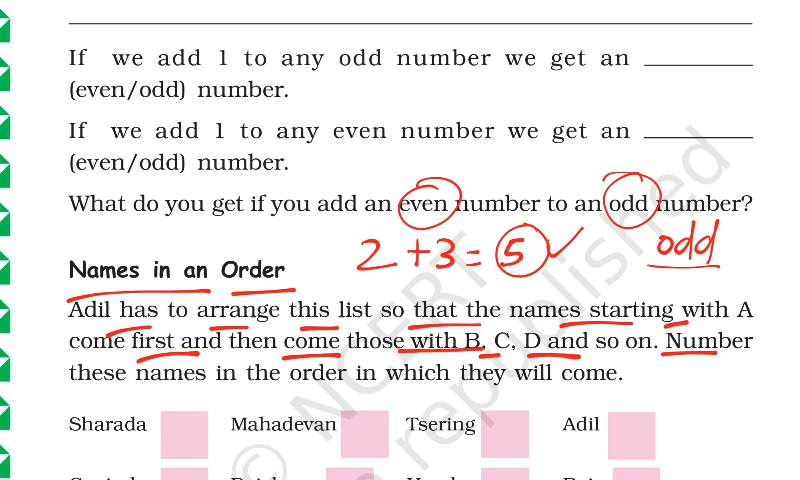 If we add 1 to any odd number we get an ________
(even/odd) number.
If we add 1 to any even number we get an ________
(even/odd) number.
What do you get if you add an even number to an odd number?
2 + 3 = 5 ✓ odd
Names in an Order
Adil has to arrange this list so that the names starting with A
come first and then come those with B, C, D and so on. Number
these names in the order in which they will come.
Sharada Mahadevan Tsering Adil
© NCERT
republished